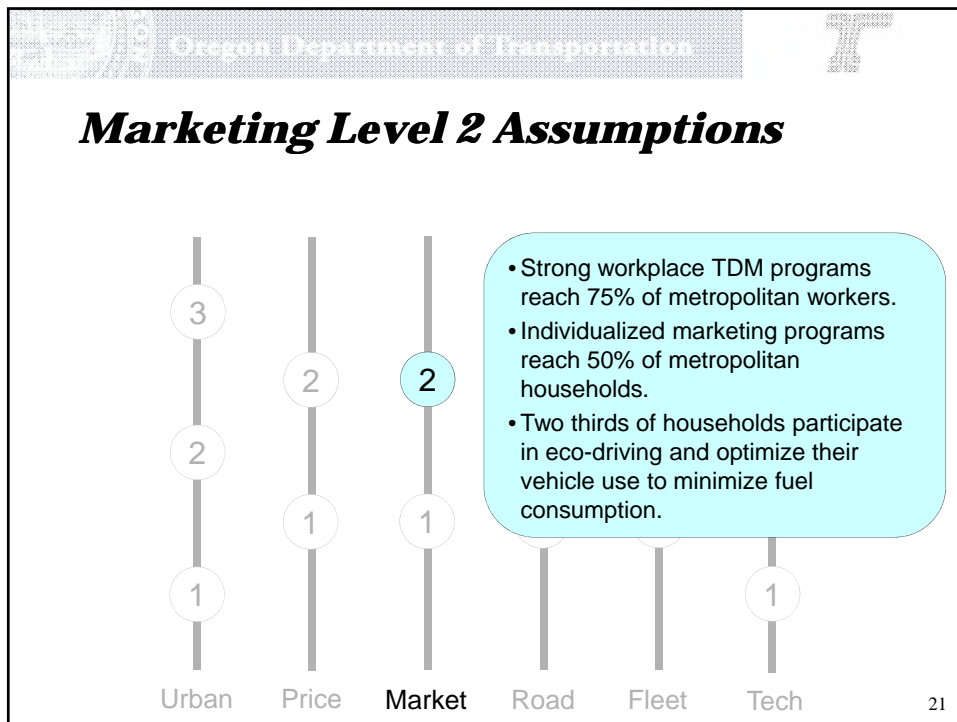 Oregon Department of Transportation
Marketing Level 2 Assumptions
3
2
2
2
1
1
1
1
• Strong workplace TDM programs
reach 75% of metropolitan workers.
• Individualized marketing programs
reach 50% of metropolitan
households.
• Two thirds of households participate
in eco-driving and optimize their
vehicle use to minimize fuel
consumption.
Urban Price Market Road Fleet Tech
21